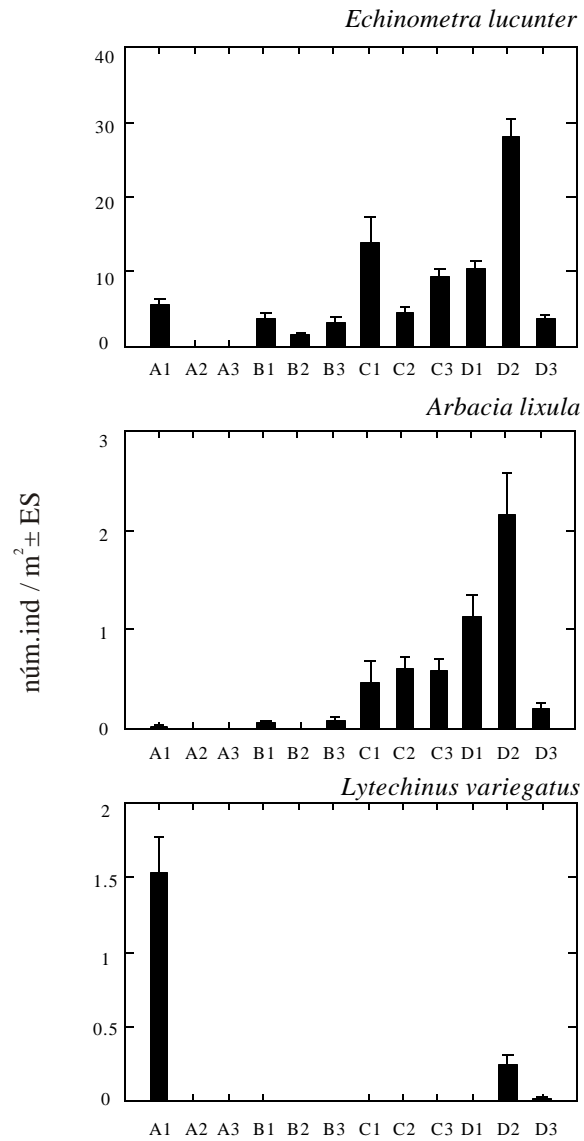 Echinometra lucunter
40
30
20
10
0
A1 A2 A3 B1 B2 B3 C1 C2 C3 D1 D2 D3
Arbacia lixula
3
2
1
0
A1 A2 A3 B1 B2 B3 C1 C2 C3 D1 D2 D3
núm.ind / m² ± ES
Lytechinus variegatus
2
1.5
1
0.5
0
A1 A2 A3 B1 B2 B3 C1 C2 C3 D1 D2 D3